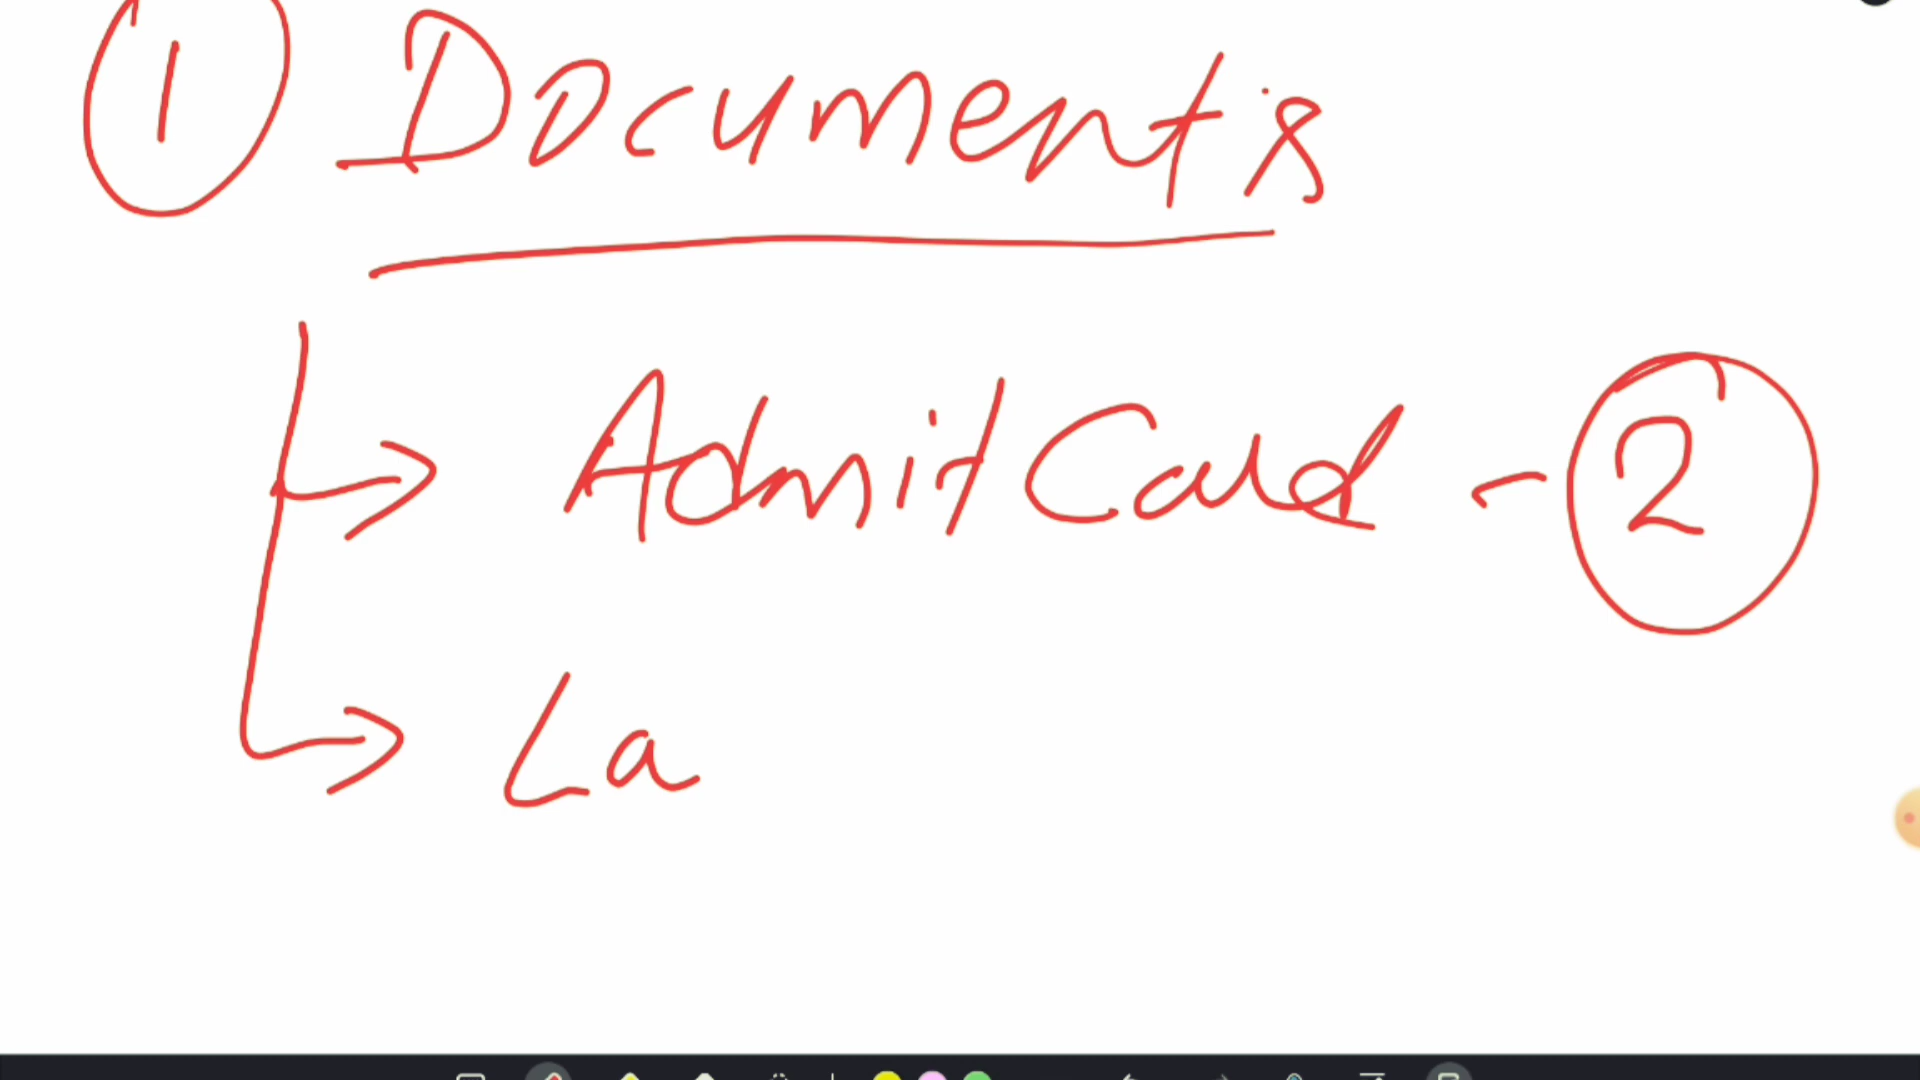 ① Documents
Admit Card - ②
La